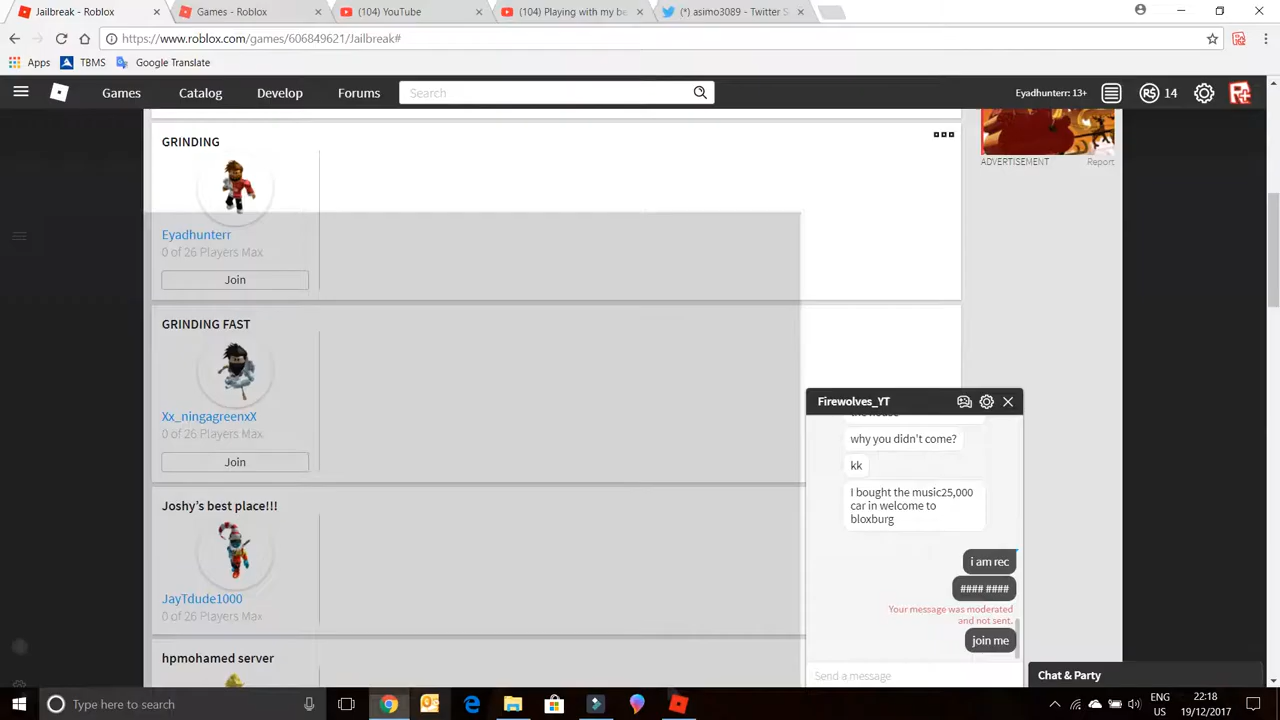 Jailbreak - Roblox
Games - Roblox
(104) YouTube
(104) Playing with my be
(*) asimo3089 - Twitter S
https://www.roblox.com/games/606849621/Jailbreak#
Apps TBMS Google Translate
Games Catalog Develop Forums Search Eyadhunterr: 13+ R$ 14
GRINDING
ADVERTISEMENT Report
Eyadhunterr
0 of 26 Players Max
Join
GRINDING FAST
Xx_ningagreenxX
0 of 26 Players Max
Join
Joshy's best place!!!
JayTdude1000
0 of 26 Players Max
hpmohamed server
Firewolves_YT
the house
why you didn't come?
kk
I bought the music25,000
car in welcome to
bloxburg
i am rec
#### ####
Your message was moderated
and not sent.
join me
Send a message
Chat & Party
Type here to search
ENG
US
22:18
19/12/2017